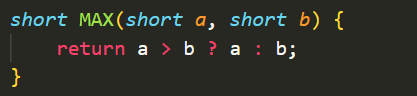 short MAX(short a, short b) {
    return a > b ? a : b;
}